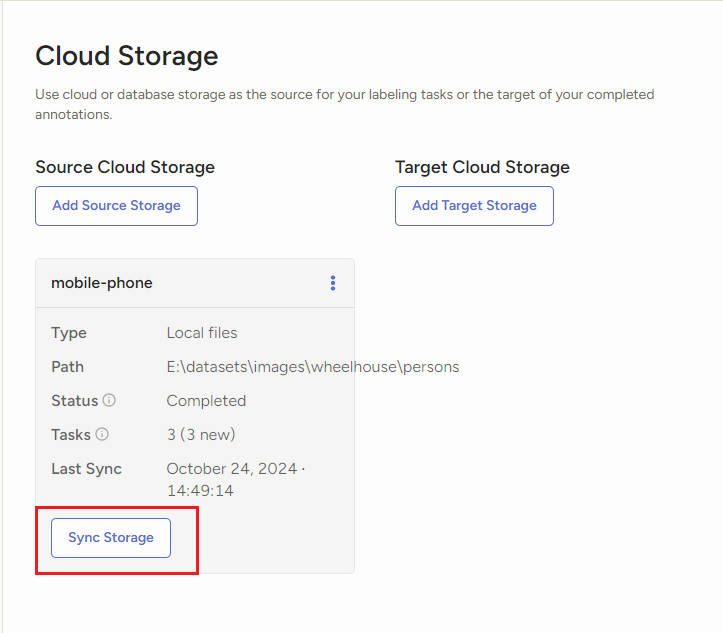 Cloud Storage
Use cloud or database storage as the source for your labeling tasks or the target of your completed
annotations.
Source Cloud Storage
Target Cloud Storage
Add Source Storage
Add Target Storage
mobile-phone
Type
Local files
Path
E:\datasets\images\wheelhouse\persons
Status
Completed
Tasks
3 (3 new)
Last Sync
October 24, 2024 ·
14:49:14
Sync Storage